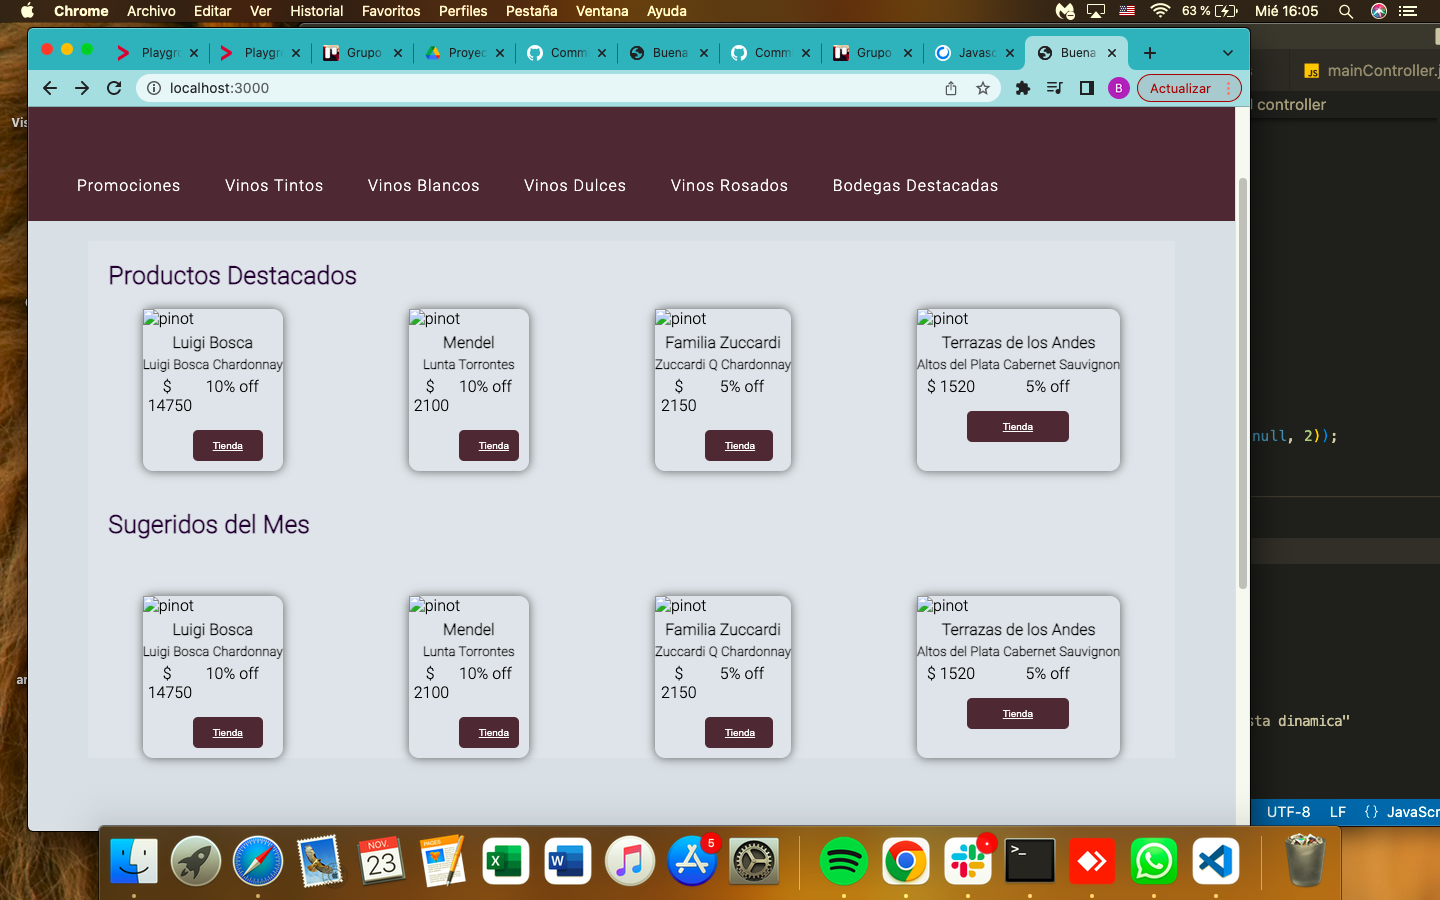 Chrome Archivo Editar Ver Historial Favoritos Perfiles Pestaña Ventana Ayuda 63 % Mié 16:05
Playgr Playgr Grupo Proyec Comm Buena Comm Grupo Javasc Buena
localhost:3000 B Actualizar
mainController.j
controller
Vis
Promociones Vinos Tintos Vinos Blancos Vinos Dulces Vinos Rosados Bodegas Destacadas
Productos Destacados
pinot pinot pinot pinot
Luigi Bosca Mendel Familia Zuccardi Terrazas de los Andes
Luigi Bosca Chardonnay Lunta Torrontes Zuccardi Q Chardonnay Altos del Plata Cabernet Sauvignon
$ 10% off $ 10% off $ 5% off $ 1520 5% off
14750 2100 2150
Tienda Tienda Tienda Tienda
null, 2));
Sugeridos del Mes
pinot pinot pinot pinot
Luigi Bosca Mendel Familia Zuccardi Terrazas de los Andes
Luigi Bosca Chardonnay Lunta Torrontes Zuccardi Q Chardonnay Altos del Plata Cabernet Sauvignon
$ 10% off $ 10% off $ 5% off $ 1520 5% off
14750 2100 2150
Tienda Tienda Tienda Tienda
ar
sta dinamica"
UTF-8 LF {} JavaScr
NOV.
23
PAGES
X
W
5
>_